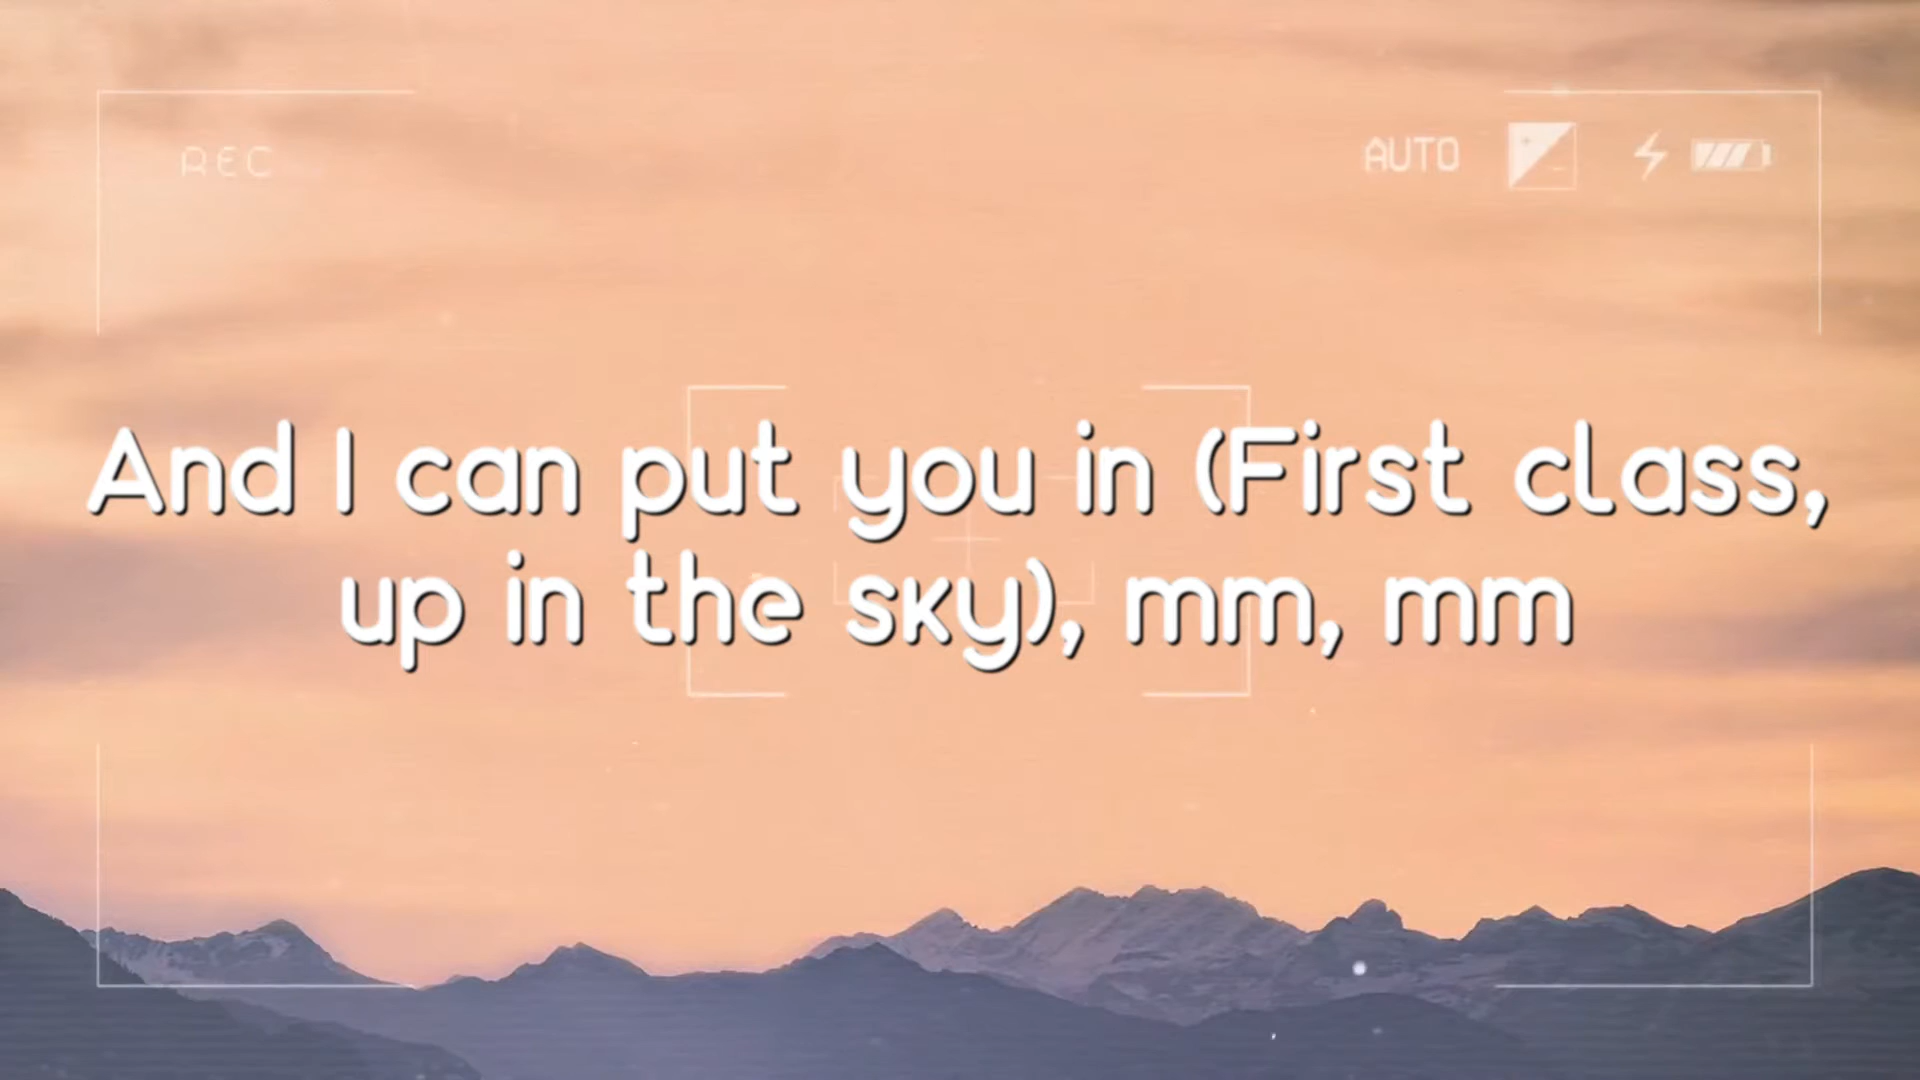 REC
AUTO
And I can put you in (First class,
up in the sky), mm, mm